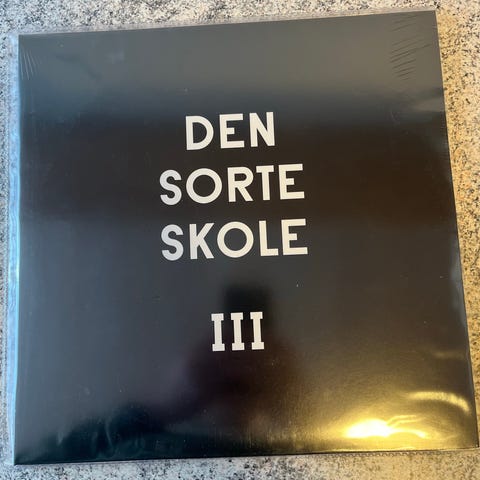 DEN
SORTE
SKOLE
III